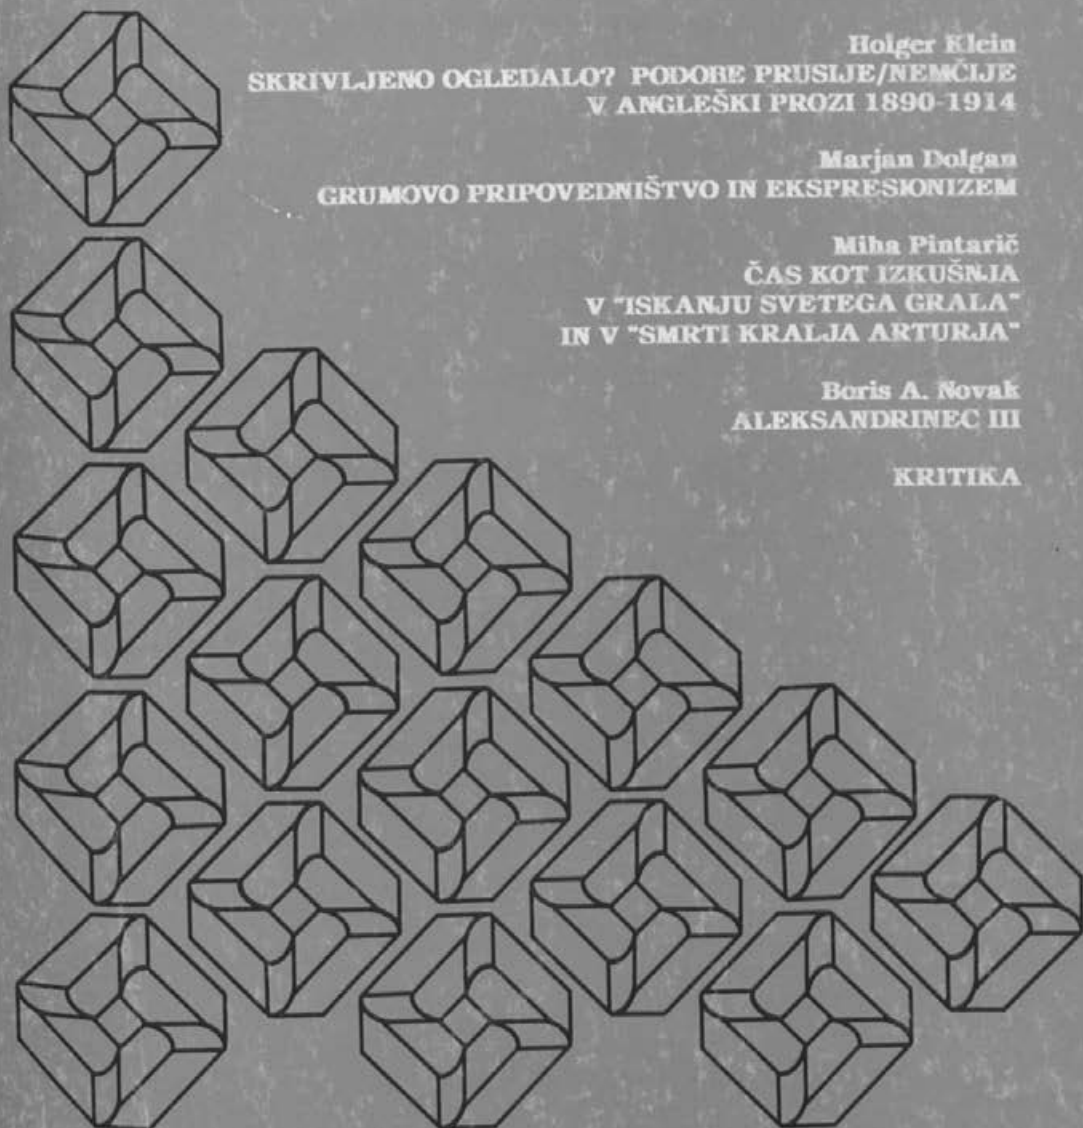 Holger Klein
SKRIVLJENO OGLEDALO? PODOBE PRUSIJE/NEMČIJE
V ANGLEŠKI PROZI 1890-1914
Marjan Dolgan
GRUMOVO PRIPOVEDNIŠTVO IN EKSPRESIONIZEM
Miha Pintarič
ČAS KOT IZKUŠNJA
V "ISKANJU SVETEGA GRALA"
IN V "SMRTI KRALJA ARTURJA"
Boris A. Novak
ALEKSANDRINEC III
KRITIKA